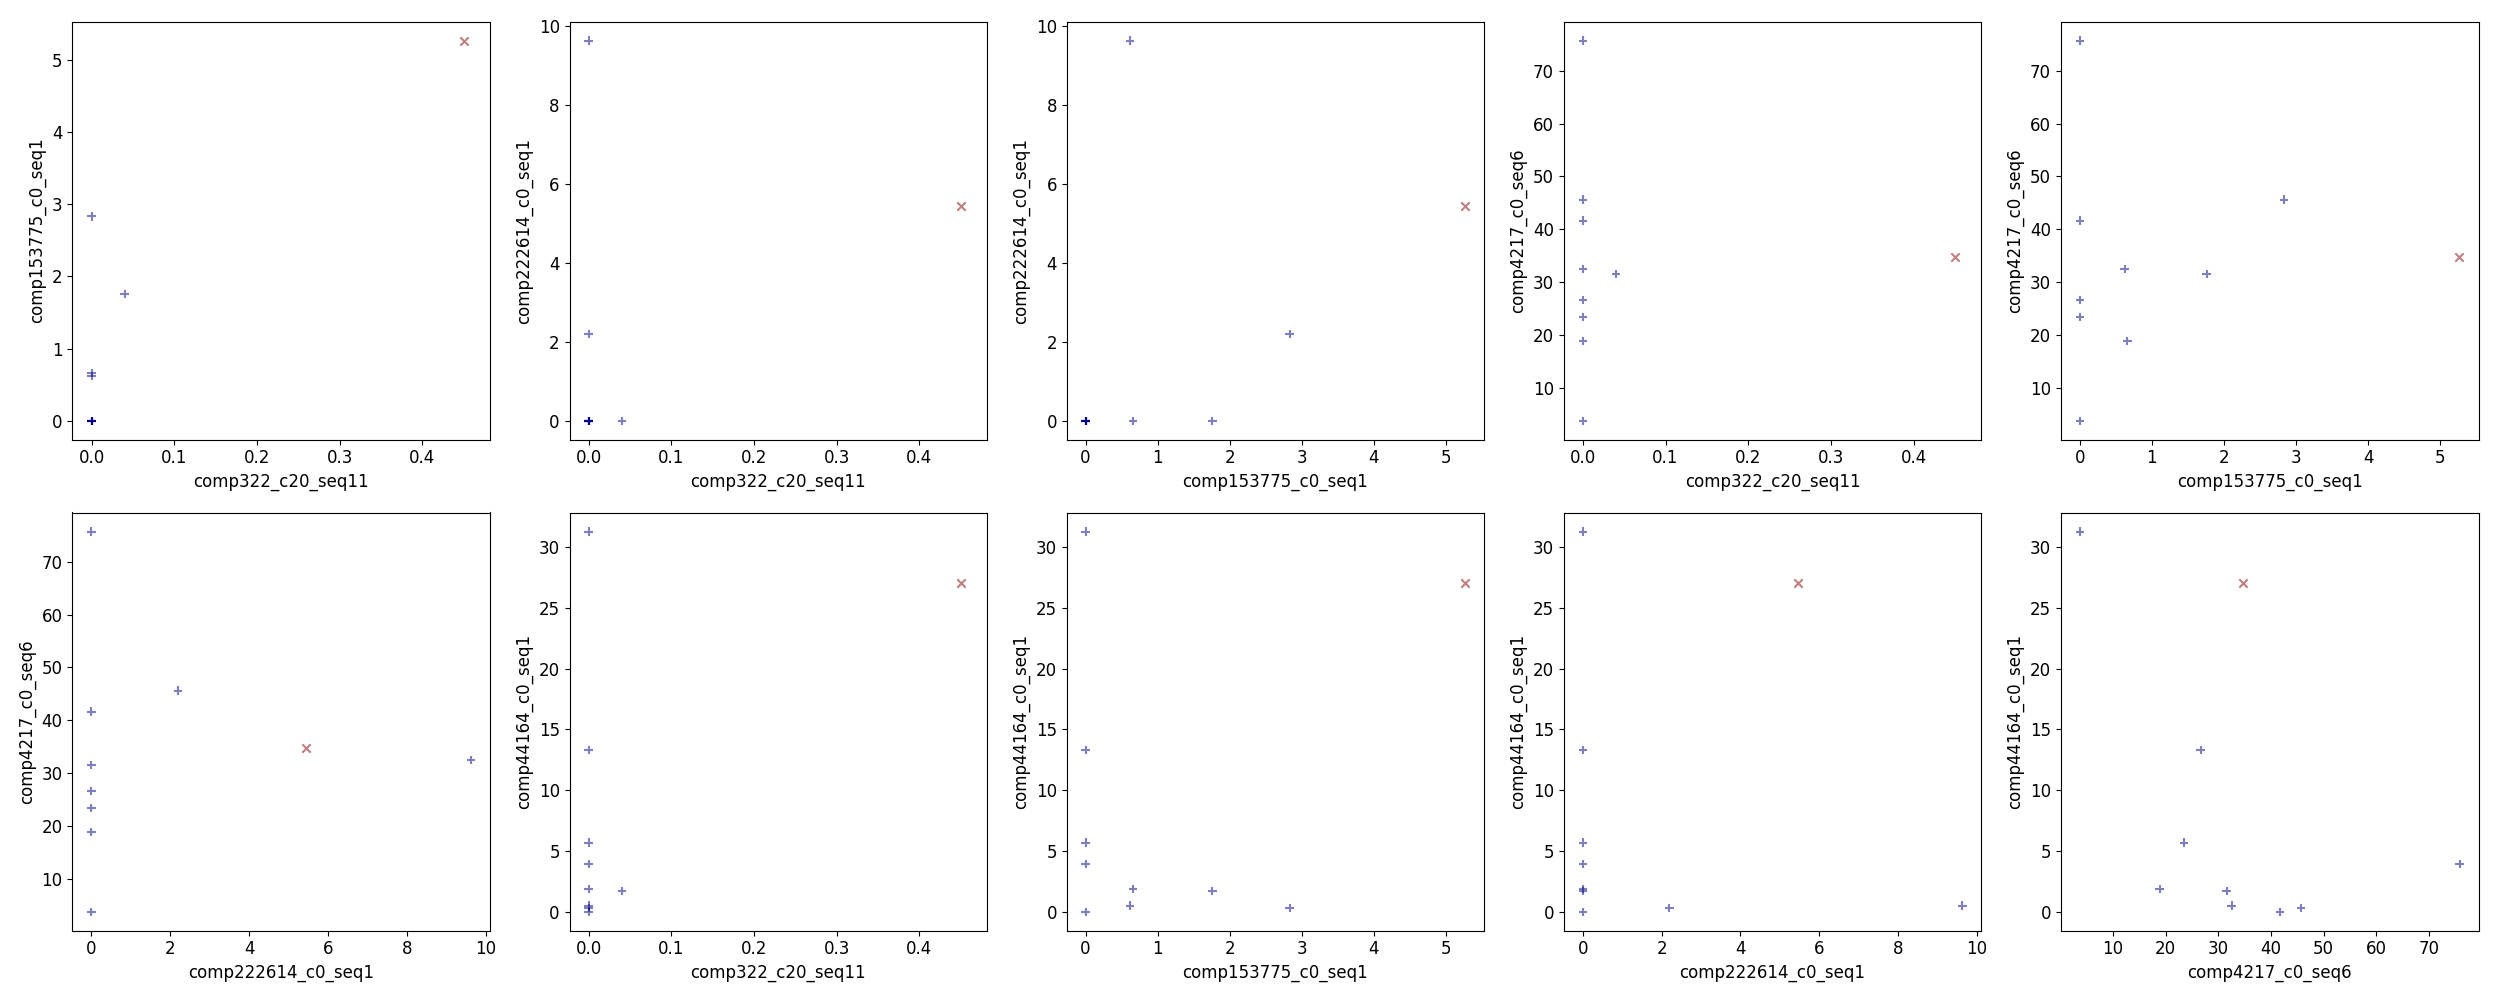 5
4
3
2
1
0
comp153775_c0_seq1
0.0 0.1 0.2 0.3 0.4
comp322_c20_seq11
10
8
6
4
2
0
comp222614_c0_seq1
0.0 0.1 0.2 0.3 0.4
comp322_c20_seq11
10
8
6
4
2
0
comp222614_c0_seq1
0 1 2 3 4 5
comp153775_c0_seq1
70
60
50
40
30
20
10
comp4217_c0_seq6
0.0 0.1 0.2 0.3 0.4
comp322_c20_seq11
70
60
50
40
30
20
10
comp4217_c0_seq6
0 1 2 3 4 5
comp153775_c0_seq1
70
60
50
40
30
20
10
comp4217_c0_seq6
0 2 4 6 8 10
comp222614_c0_seq1
30
25
20
15
10
5
0
comp44164_c0_seq1
0.0 0.1 0.2 0.3 0.4
comp322_c20_seq11
30
25
20
15
10
5
0
comp44164_c0_seq1
0 1 2 3 4 5
comp153775_c0_seq1
30
25
20
15
10
5
0
comp44164_c0_seq1
0 2 4 6 8 10
comp222614_c0_seq1
30
25
20
15
10
5
0
comp44164_c0_seq1
10 20 30 40 50 60 70
comp4217_c0_seq6